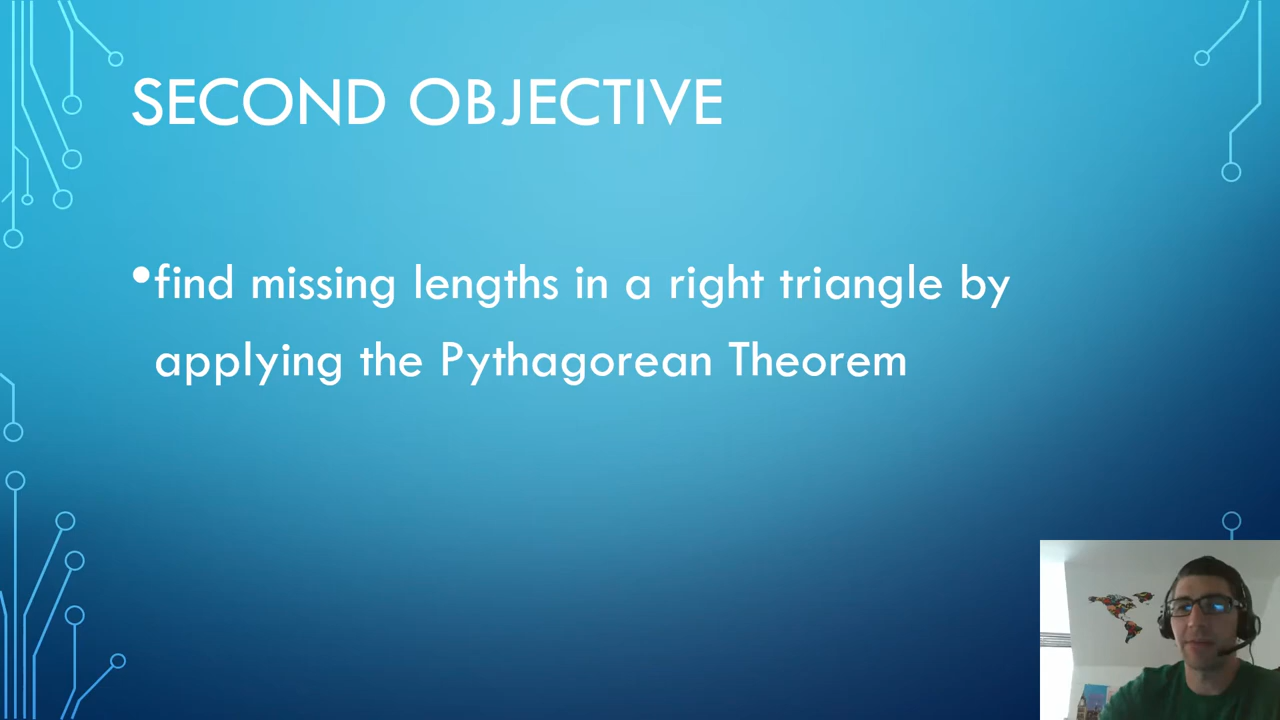 SECOND OBJECTIVE
•find missing lengths in a right triangle by
applying the Pythagorean Theorem